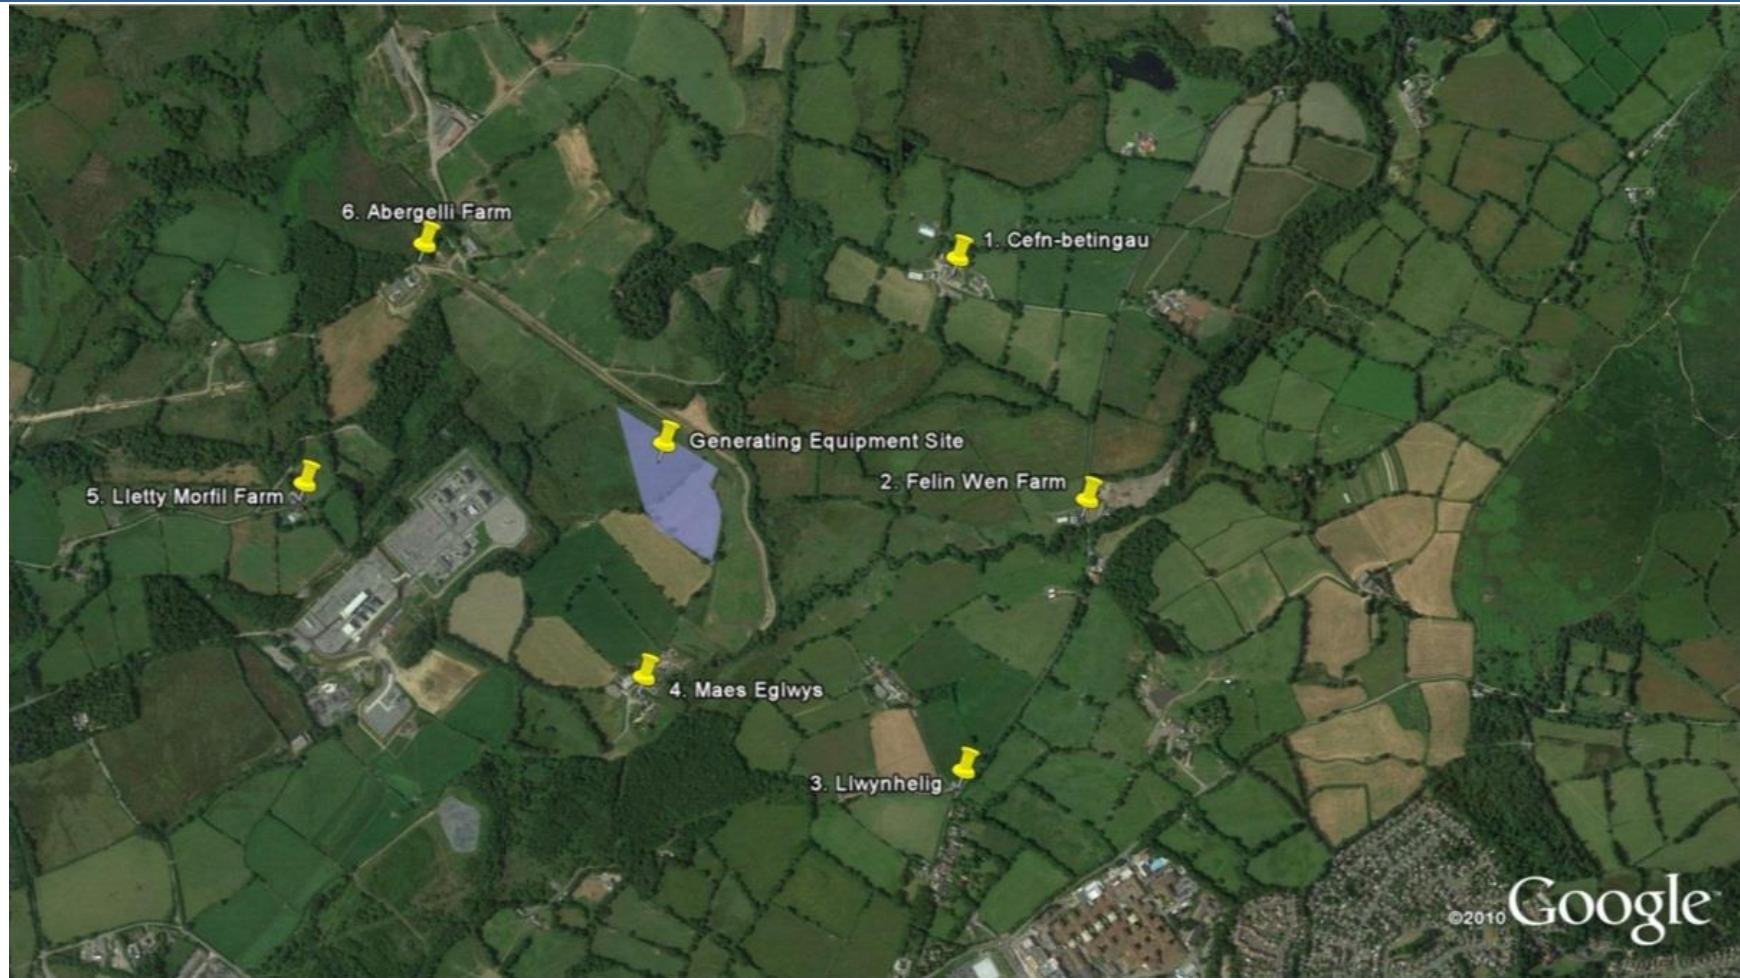 6. Abergelli Farm
1. Cefn-betingau
Generating Equipment Site
2. Felin Wen Farm
5. Lletty Morfil Farm
4. Maes Eglwys
3. Llwynhelig
©2010 Google™